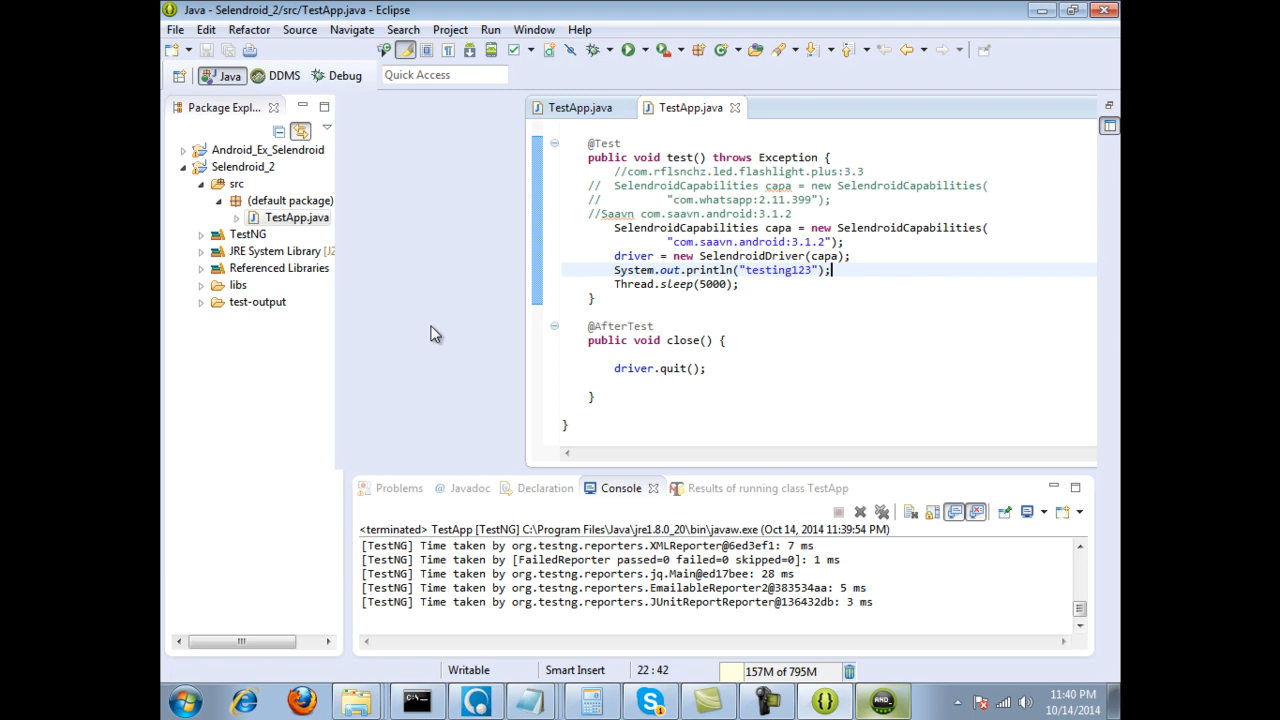 Java - Selendroid_2/src/TestApp.java - Eclipse
File Edit Refactor Source Navigate Search Project Run Window Help
Java DDMS Debug Quick Access
Package Expl...
TestApp.java
TestApp.java
Android_Ex_Selendroid
Selendroid_2
src
(default package)
TestApp.java
TestNG
JRE System Library [J2
Referenced Libraries
libs
test-output
@Test
public void test() throws Exception {
//com.rflsnchz.led.flashlight.plus:3.3
// SelendroidCapabilities capa = new SelendroidCapabilities(
// "com.whatsapp:2.11.399");
//Saavn com.saavn.android:3.1.2
SelendroidCapabilities capa = new SelendroidCapabilities(
"com.saavn.android:3.1.2");
driver = new SelendroidDriver(capa);
System.out.println("testing123");
Thread.sleep(5000);
}
@AfterTest
public void close() {
driver.quit();
}
}
Problems @ Javadoc Declaration Console Results of running class TestApp
<terminated> TestApp [TestNG] C:\Program Files\Java\jre1.8.0_20\bin\javaw.exe (Oct 14, 2014 11:39:54 PM)
[TestNG] Time taken by org.testng.reporters.XMLReporter@6ed3ef1: 7 ms
[TestNG] Time taken by [FailedReporter passed=0 failed=0 skipped=0]: 1 ms
[TestNG] Time taken by org.testng.reporters.jq.Main@ed17bee: 28 ms
[TestNG] Time taken by org.testng.reporters.EmailableReporter2@383534aa: 5 ms
[TestNG] Time taken by org.testng.reporters.JUnitReportReporter@136432db: 3 ms
Writable Smart Insert 22 : 42 157M of 795M
11:40 PM
10/14/2014